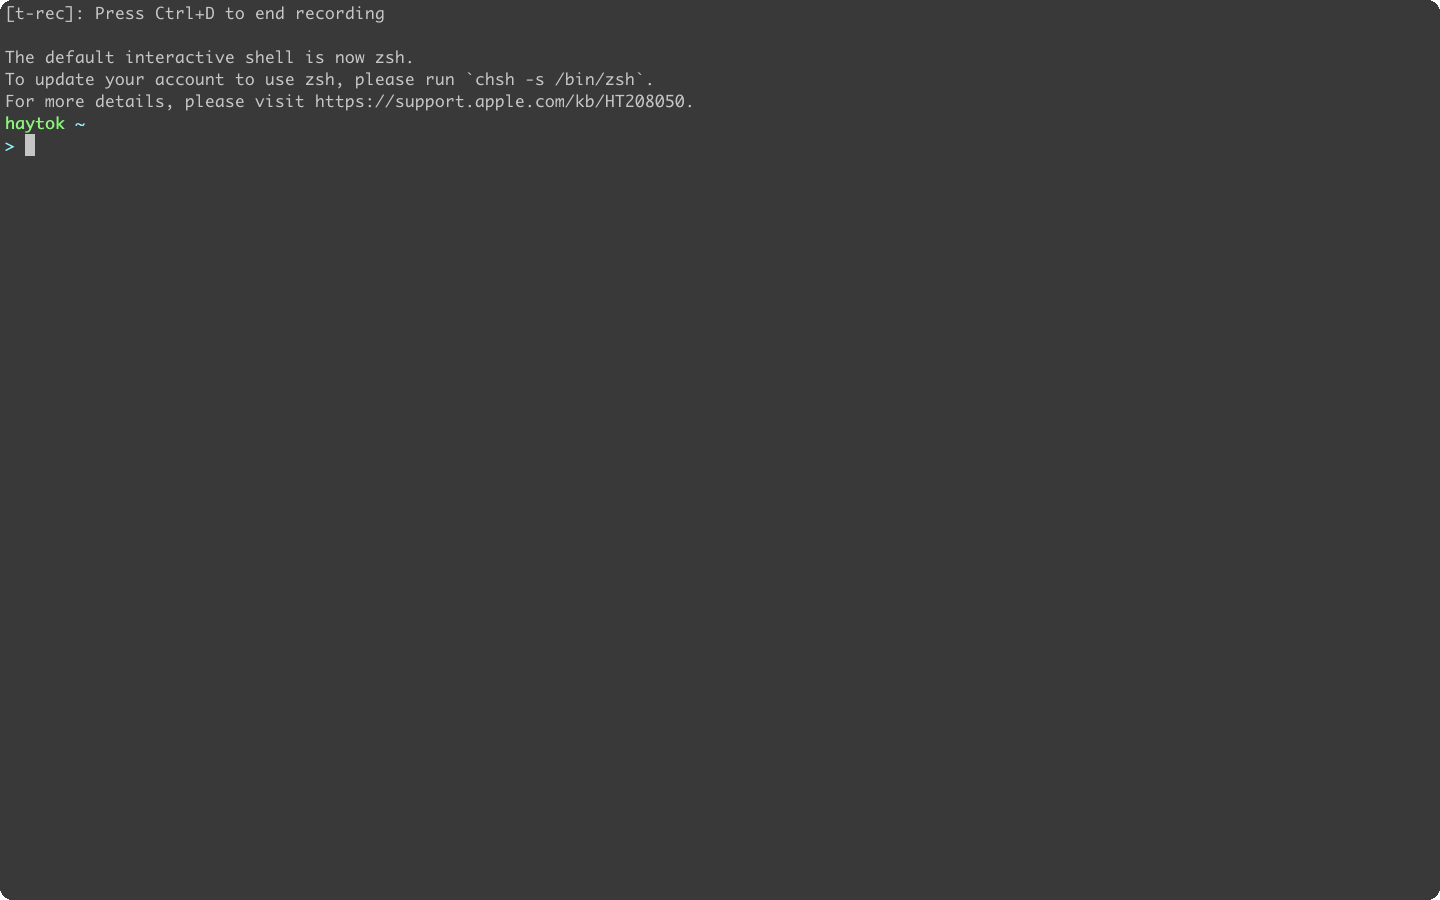 [t-rec]: Press Ctrl+D to end recording
The default interactive shell is now zsh.
To update your account to use zsh, please run `chsh -s /bin/zsh`.
For more details, please visit https://support.apple.com/kb/HT208050.
haytok ~
>